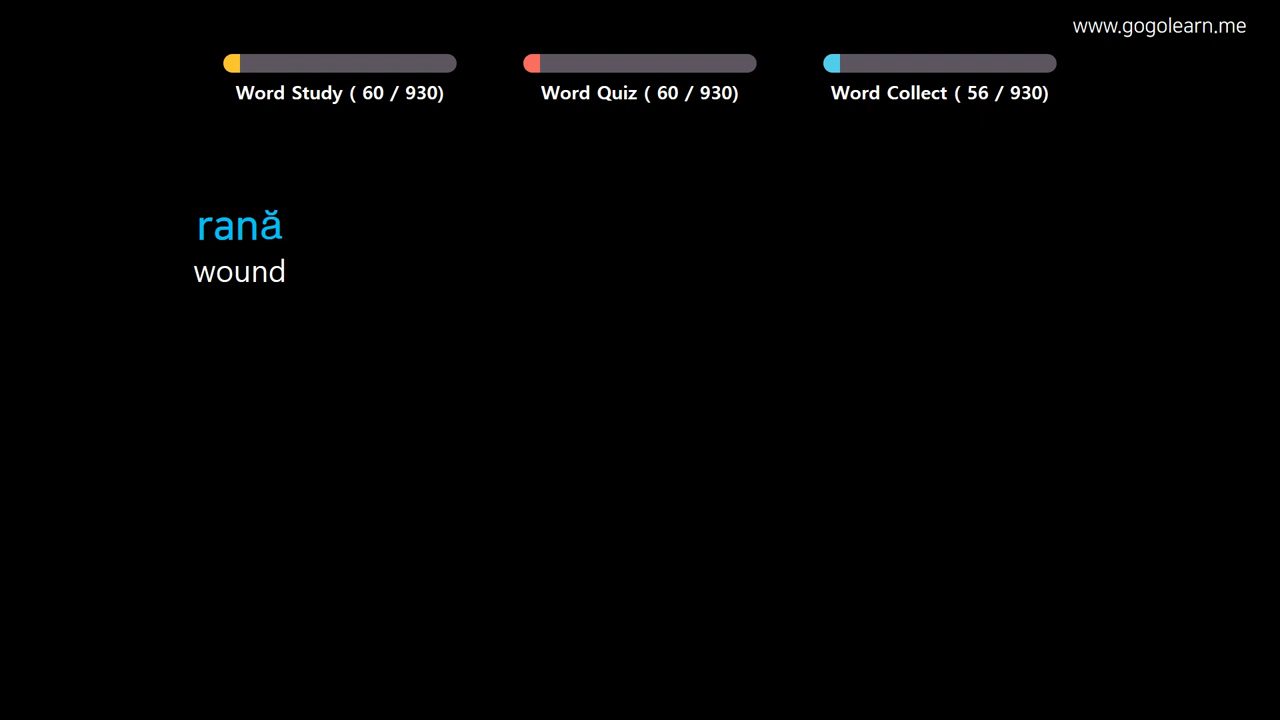 www.gogolearn.me
Word Study ( 60 / 930)
Word Quiz ( 60 / 930)
Word Collect ( 56 / 930)
rană
wound